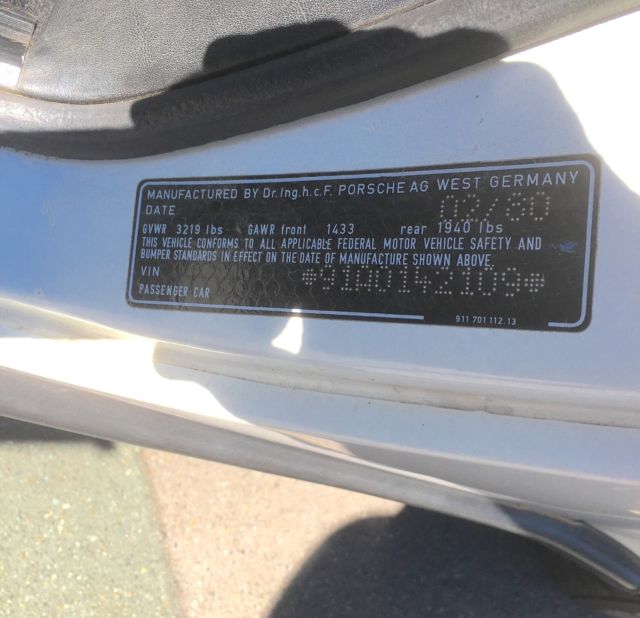 MANUFACTURED BY Dr.Ing.h.c.F. PORSCHE AG WEST GERMANY
DATE 02/80
GVWR 3219 lbs GAWR front 1433 rear 1940 lbs
THIS VEHICLE CONFORMS TO ALL APPLICABLE FEDERAL MOTOR VEHICLE SAFETY AND
BUMPER STANDARDS IN EFFECT ON THE DATE OF MANUFACTURE SHOWN ABOVE.
VIN *91A0142109*
PASSENGER CAR
911 701 112 13